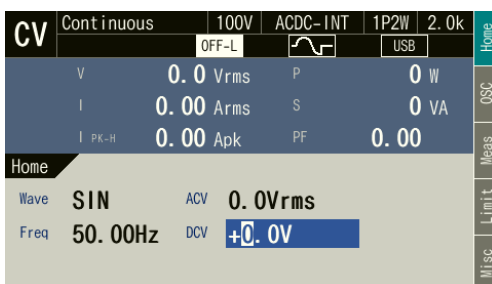 CV Continuous 100V ACDC-INT 1P2W 2.0k
OFF-L USB
V 0.0 Vrms P 0 W
I 0.00 Arms S 0 VA
I PK-H 0.00 Apk PF 0.00
Home
Wave SIN ACV 0.0Vrms
Freq 50.00Hz DCV +0.0V
Home
OSC
Meas
Limit
Misc